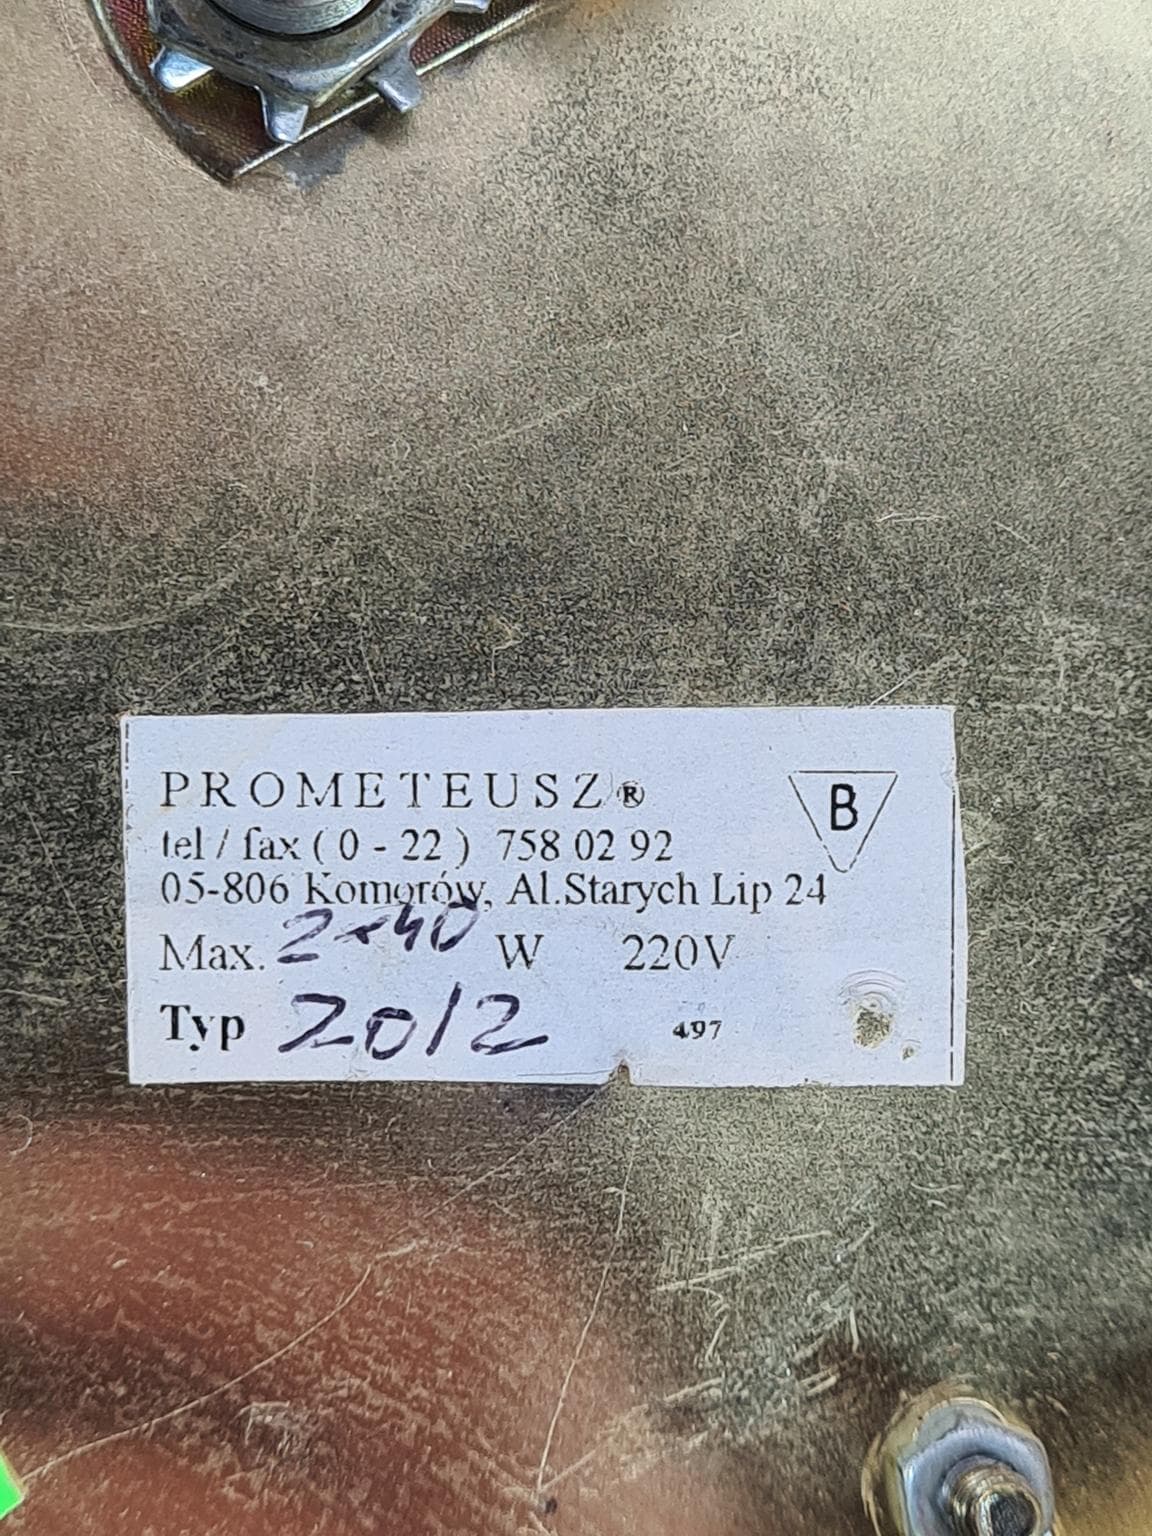 PROMETEUSZ®
B
tel / fax ( 0 - 22 ) 758 02 92
05-806 Komorów, Al.Starych Lip 24
Max. 2x40 W 220V
Typ 2012 497